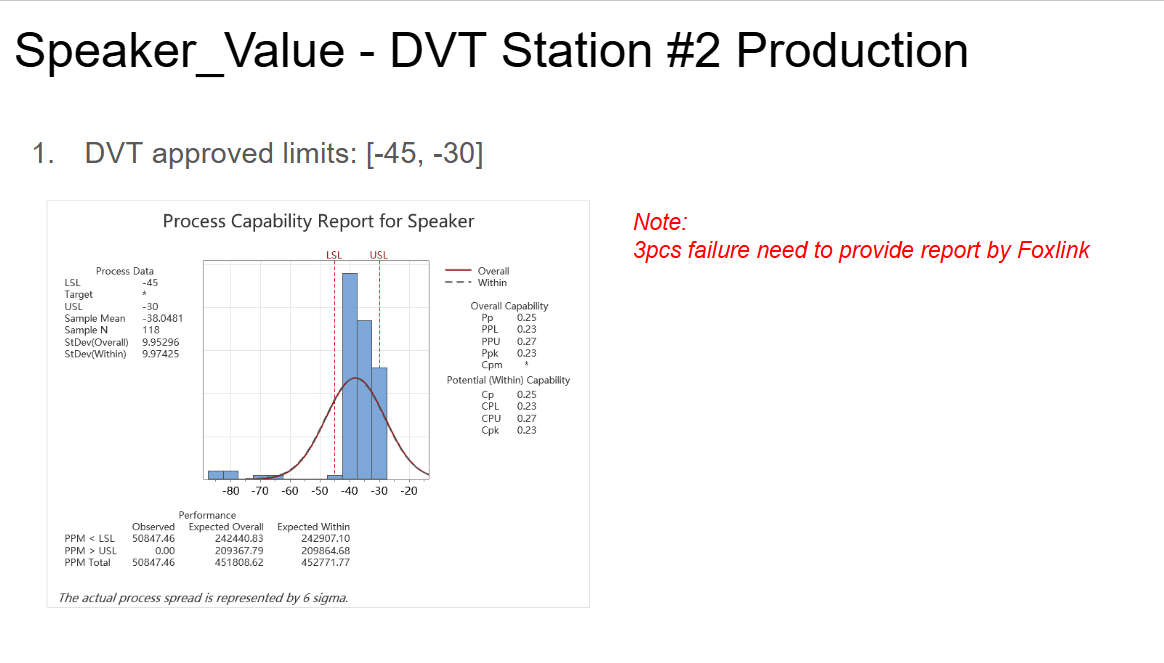 Speaker_Value - DVT Station #2 Production
1. DVT approved limits: [-45, -30]
Process Capability Report for Speaker
LSL USL
Process Data
LSL -45
Target *
USL -30
Sample Mean -38.0481
Sample N 118
StDev(Overall) 9.95296
StDev(Within) 9.97425
Overall
Within
Overall Capability
Pp 0.25
PPL 0.23
PPU 0.27
Ppk 0.23
Cpm *
Potential (Within) Capability
Cp 0.25
CPL 0.23
CPU 0.27
Cpk 0.23
-80 -70 -60 -50 -40 -30 -20
Performance
Observed Expected Overall Expected Within
PPM < LSL 50847.46 242440.83 242907.10
PPM > USL 0.00 209367.79 209864.68
PPM Total 50847.46 451808.62 452771.77
The actual process spread is represented by 6 sigma.
Note:
3pcs failure need to provide report by Foxlink